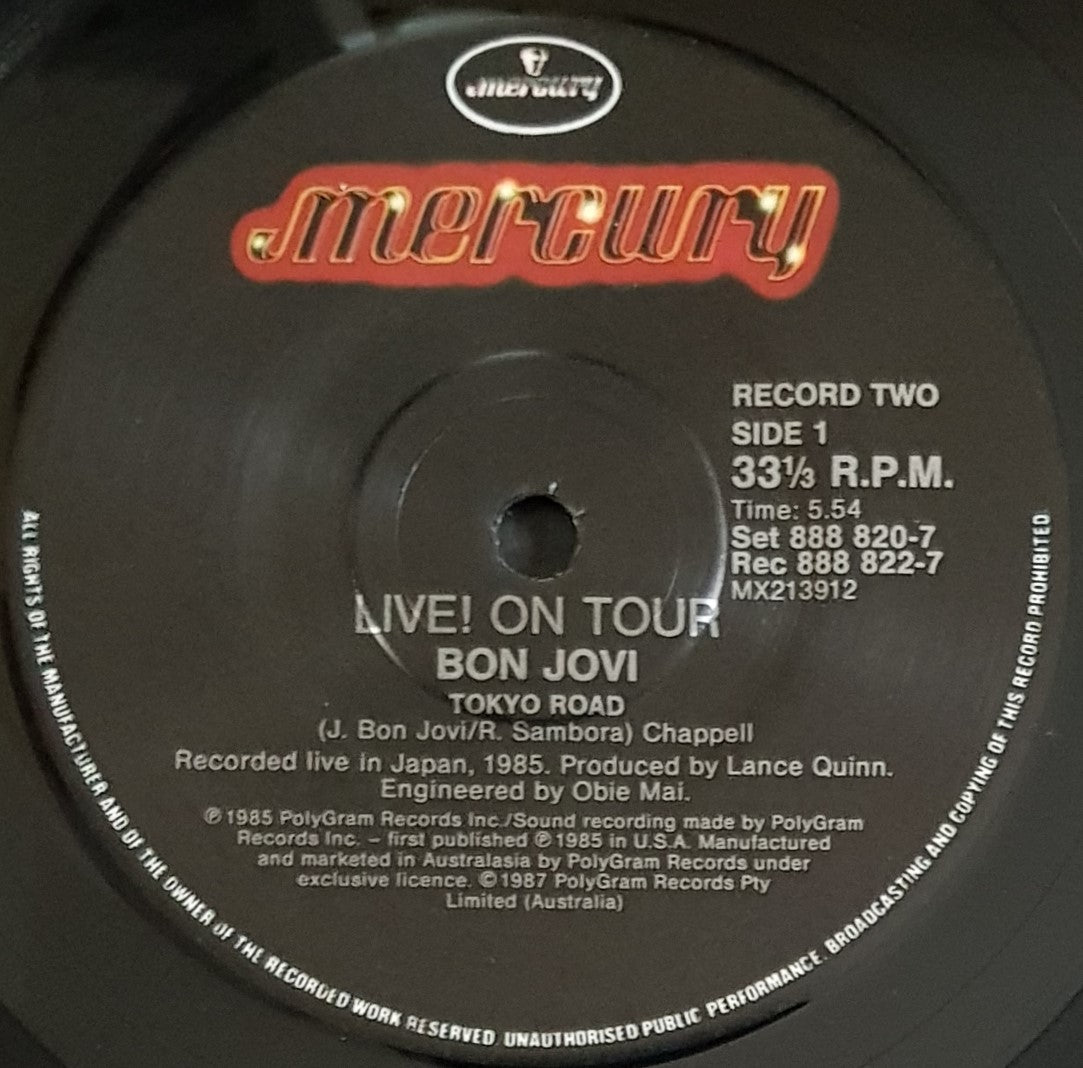 mercury
mercury
RECORD TWO
SIDE 1
33⅓ R.P.M.
Time: 5.54
Set 888 820-7
Rec 888 822-7
MX213912
LIVE! ON TOUR
BON JOVI
TOKYO ROAD
(J. Bon Jovi/R. Sambora) Chappell
Recorded live in Japan, 1985. Produced by Lance Quinn.
Engineered by Obie Mai.
℗ 1985 PolyGram Records Inc./Sound recording made by PolyGram
Records Inc. – first published ℗ 1985 in U.S.A. Manufactured
and marketed in Australasia by PolyGram Records under
exclusive licence. © 1987 PolyGram Records Pty
Limited (Australia)
ALL RIGHTS OF THE MANUFACTURER AND OF THE OWNER OF THE RECORDED WORK RESERVED. UNAUTHORISED PUBLIC PERFORMANCE. BROADCASTING AND COPYING OF THIS RECORD PROHIBITED